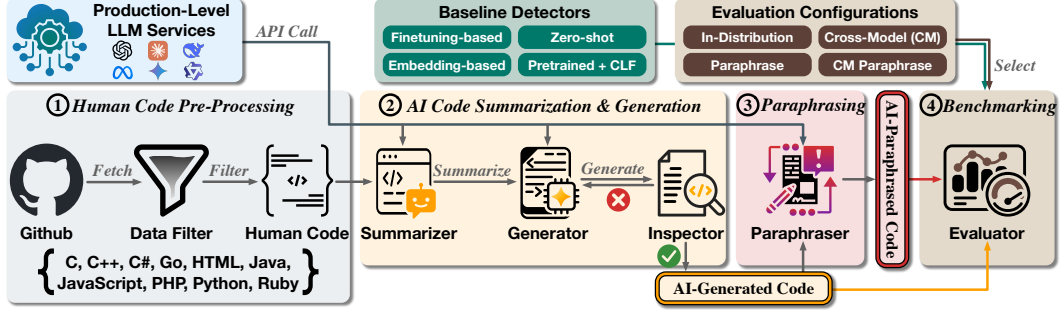 Production-Level
LLM Services
API Call
Baseline Detectors
Finetuning-based
Zero-shot
Embedding-based
Pretrained + CLF
Evaluation Configurations
In-Distribution
Cross-Model (CM)
Paraphrase
CM Paraphrase
Select
1 Human Code Pre-Processing
Fetch
Filter
</>
Github
Data Filter
Human Code
{ C, C++, C#, Go, HTML, Java, }
JavaScript, PHP, Python, Ruby
2 AI Code Summarization & Generation
</>
Summarize
Generate
</>
Summarizer
Generator
Inspector
AI-Generated Code
3 Paraphrasing
!
Paraphraser
AI-Paraphrased Code
4 Benchmarking
Evaluator